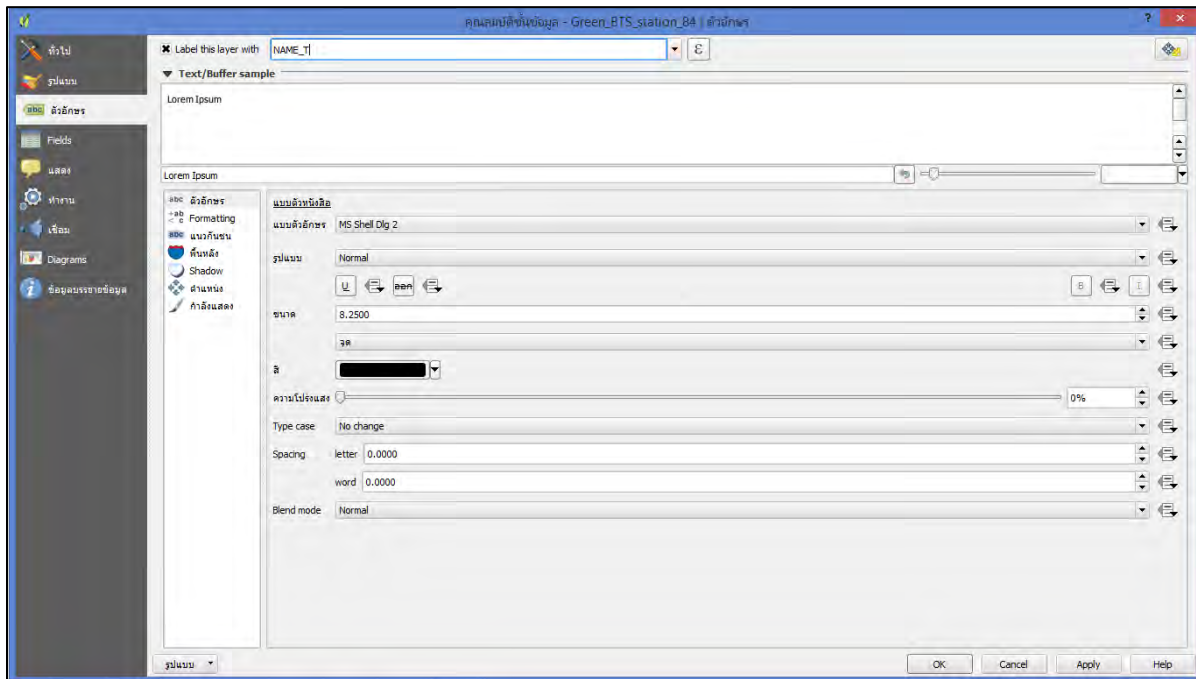 คุณสมบัติชั้นข้อมูล - Green_BTS_station_84 | ตัวอักษร
?
ทั่วไป
รูปแบบ
abc ตัวอักษร
Fields
แสดง
ทำงาน
เชื่อม
Diagrams
i ข้อมูลบรรยายข้อมูล
Label this layer with NAME_T ε
Text/Buffer sample
Lorem Ipsum
Lorem Ipsum
abc ตัวอักษร
+ab < c Formatting
abc แนวกันชน
พื้นหลัง
Shadow
ตำแหน่ง
กำลังแสดง
แบบตัวหนังสือ
แบบตัวอักษร MS Shell Dlg 2
รูปแบบ Normal
U B I
ขนาด 8.2500
จุด
สี
ความโปร่งแสง 0%
Type case No change
Spacing letter 0.0000
word 0.0000
Blend mode Normal
รูปแบบ
OK Cancel Apply Help